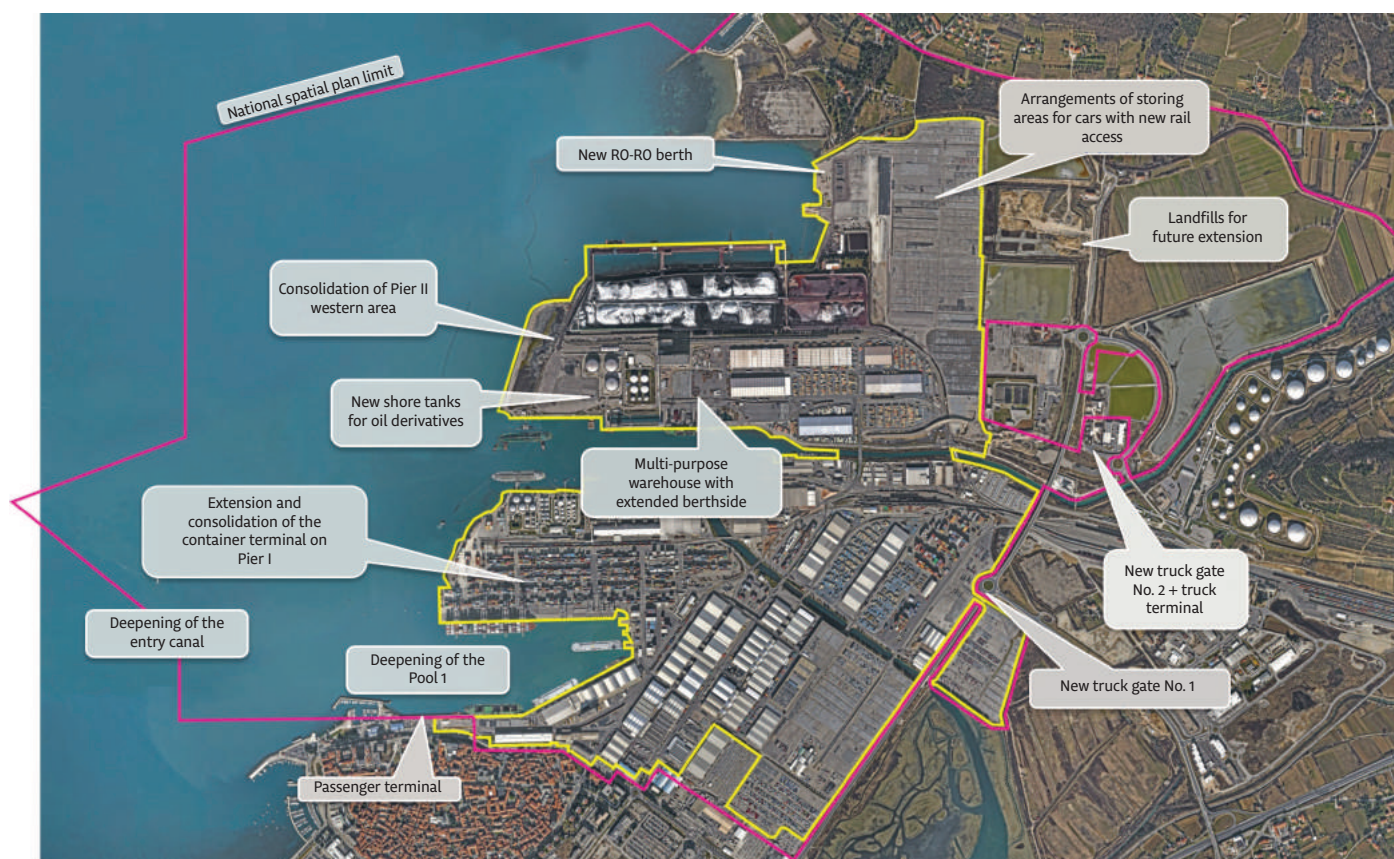 National spatial plan limit
Arrangements of storing
areas for cars with new rail
access
New RO-RO berth
Landfills for
future extension
Consolidation of Pier II
western area
New shore tanks
for oil derivatives
Multi-purpose
warehouse with
extended berthside
Extension and
consolidation of the
container terminal on
Pier I
New truck gate
No. 2 + truck
terminal
Deepening of the
entry canal
Deepening of the
Pool 1
New truck gate No. 1
Passenger terminal